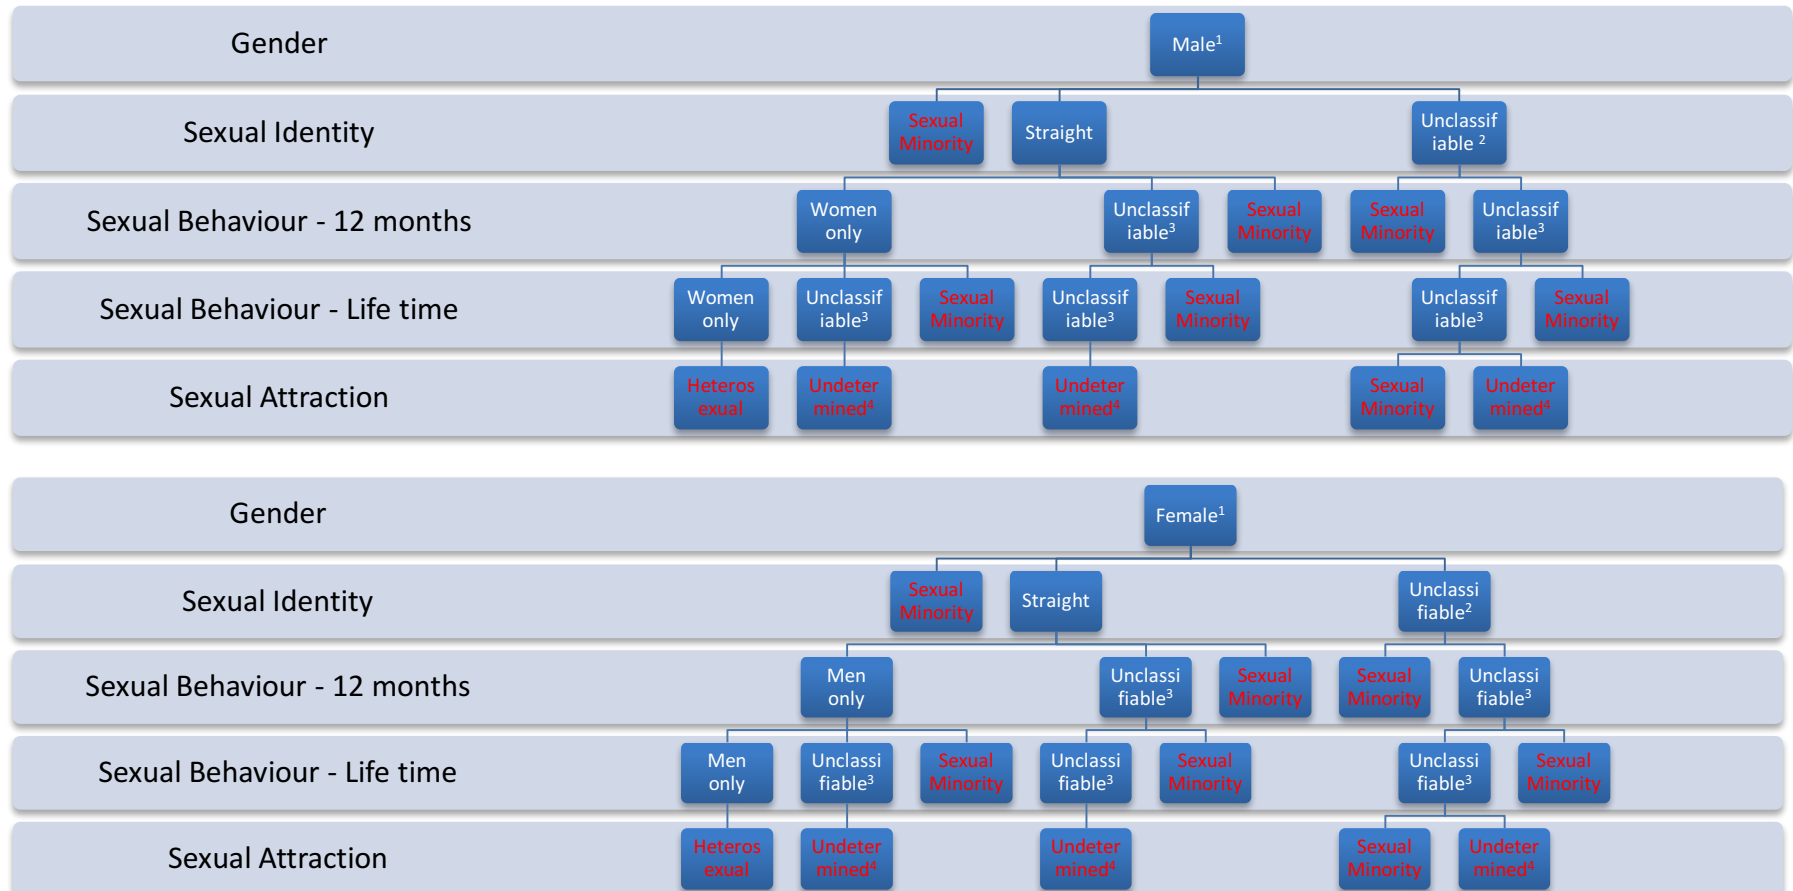 Gender
Male¹
Sexual Identity
Sexual
Minority
Straight
Unclassif
iable ²
Sexual Behaviour - 12 months
Women
only
Unclassif
iable³
Sexual
Minority
Sexual
Minority
Unclassif
iable³
Sexual Behaviour - Life time
Women
only
Unclassif
iable³
Sexual
Minority
Unclassif
iable³
Sexual
Minority
Unclassif
iable³
Sexual
Minority
Sexual Attraction
Heteros
exual
Undeter
mined⁴
Undeter
mined⁴
Sexual
Minority
Undeter
mined⁴
Gender
Female¹
Sexual Identity
Sexual
Minority
Straight
Unclassi
fiable²
Sexual Behaviour - 12 months
Men
only
Unclassi
fiable³
Sexual
Minority
Sexual
Minority
Unclassi
fiable³
Sexual Behaviour - Life time
Men
only
Unclassi
fiable³
Sexual
Minority
Unclassi
fiable³
Sexual
Minority
Unclassi
fiable³
Sexual
Minority
Sexual Attraction
Heteros
exual
Undeter
mined⁴
Undeter
mined⁴
Sexual
Minority
Undeter
mined⁴